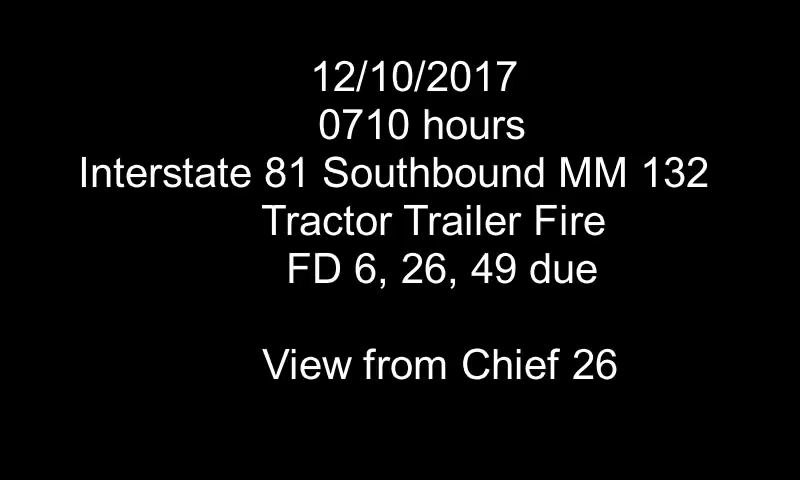 12/10/2017
0710 hours
Interstate 81 Southbound MM 132
Tractor Trailer Fire
FD 6, 26, 49 due
View from Chief 26